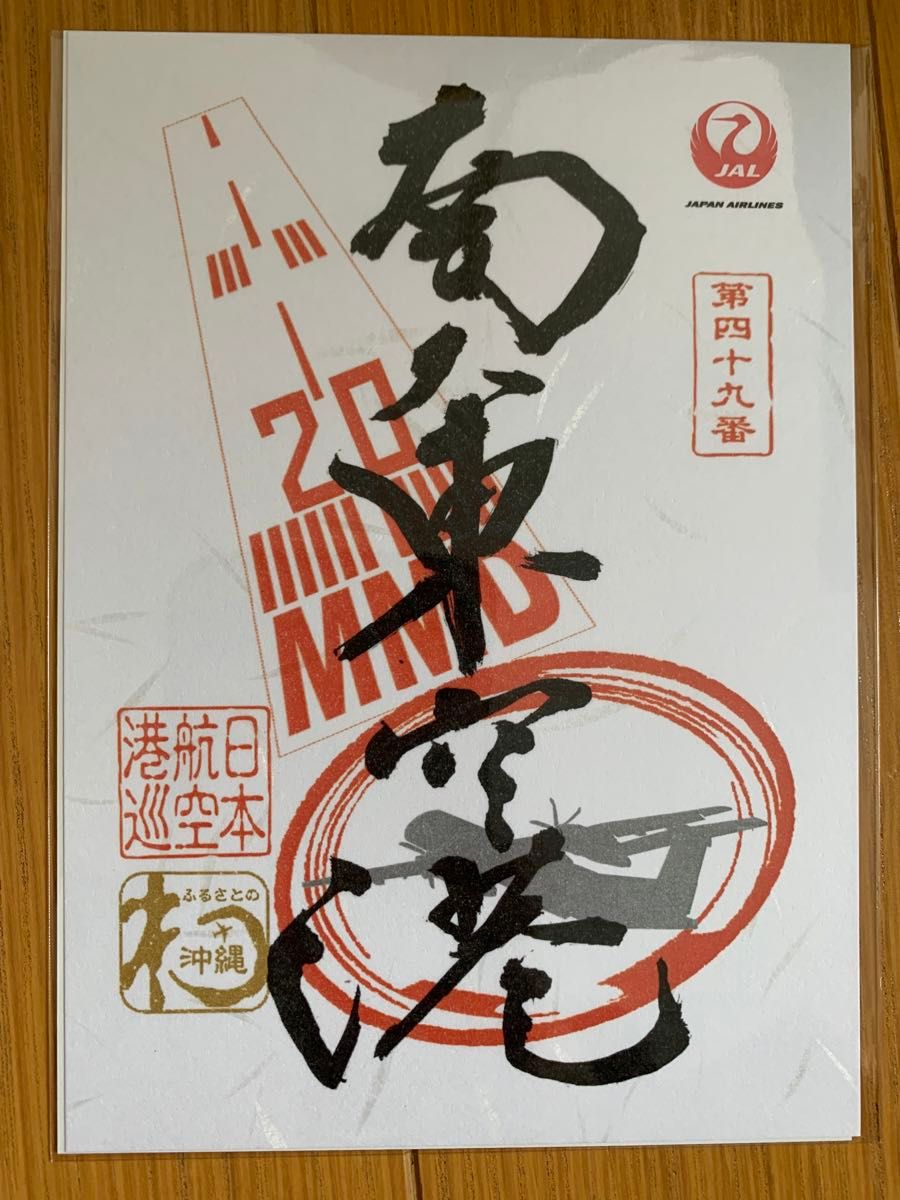 南大東空港
JAL
JAPAN AIRLINES
第四十九番
20
MMD
日本
航空
港巡
ふるさとの
沖縄